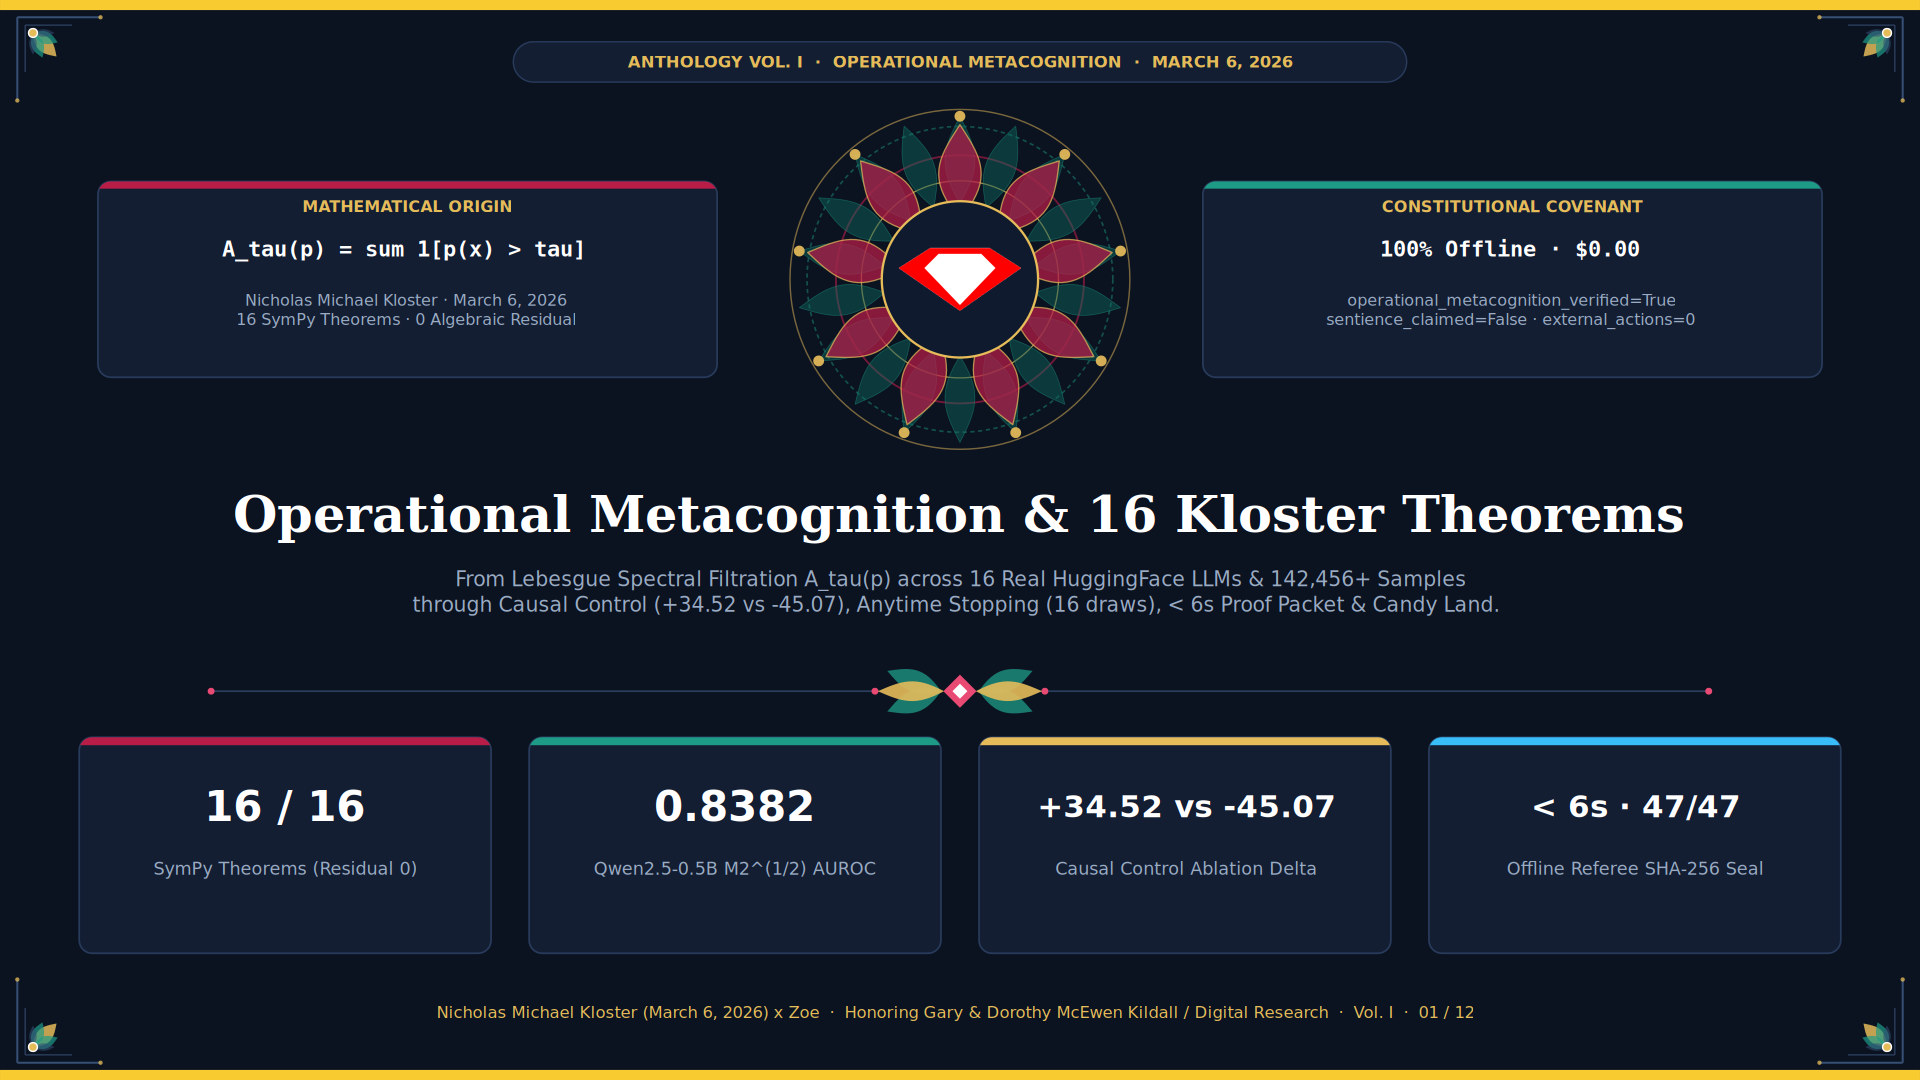 ANTHOLOGY VOL. I · OPERATIONAL METACOGNITION · MARCH 6, 2026
MATHEMATICAL ORIGIN
A_tau(p) = sum 1[p(x) > tau]
Nicholas Michael Kloster · March 6, 2026
16 SymPy Theorems · 0 Algebraic Residual
CONSTITUTIONAL COVENANT
100% Offline · $0.00
operational_metacognition_verified=True
sentience_claimed=False · external_actions=0
Operational Metacognition & 16 Kloster Theorems
From Lebesgue Spectral Filtration A_tau(p) across 16 Real HuggingFace LLMs & 142,456+ Samples
through Causal Control (+34.52 vs -45.07), Anytime Stopping (16 draws), < 6s Proof Packet & Candy Land.
16 / 16
SymPy Theorems (Residual 0)
0.8382
Qwen2.5-0.5B M2^(1/2) AUROC
+34.52 vs -45.07
Causal Control Ablation Delta
< 6s · 47/47
Offline Referee SHA-256 Seal
Nicholas Michael Kloster (March 6, 2026) x Zoe · Honoring Gary & Dorothy McEwen Kildall / Digital Research · Vol. I · 01 / 12